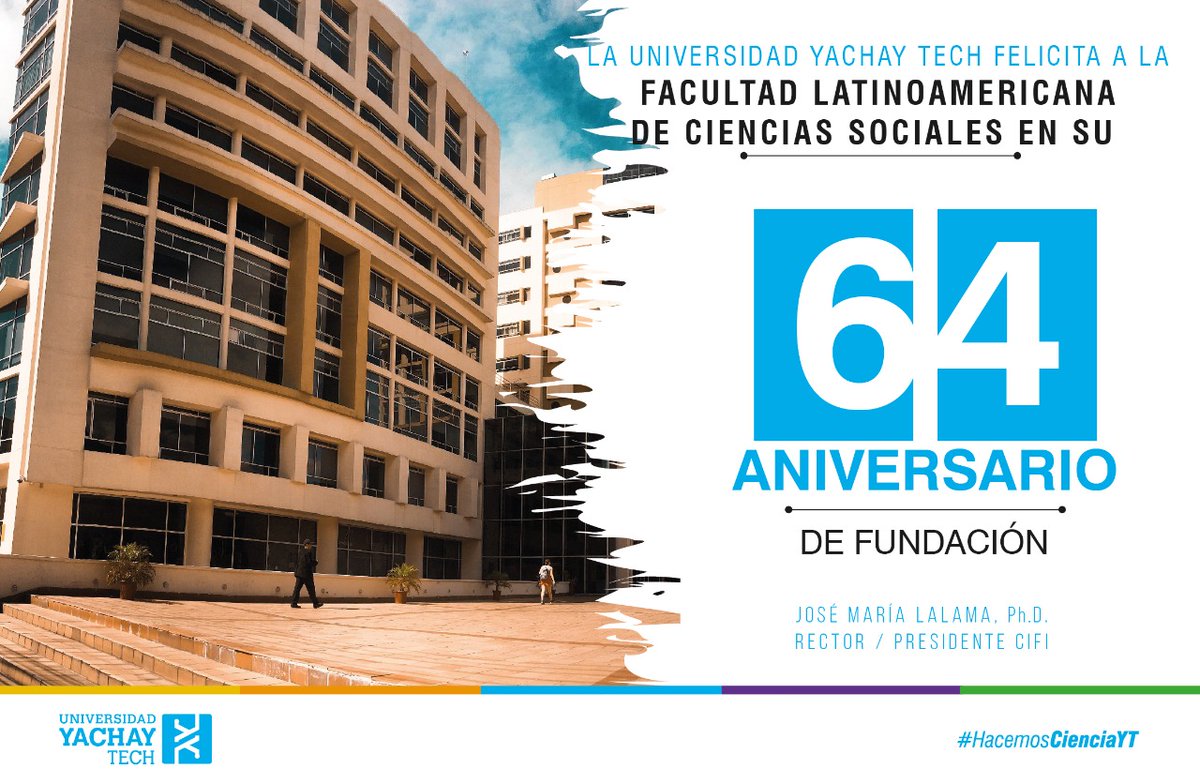 LA UNIVERSIDAD YACHAY TECH FELICITA A LA
FACULTAD LATINOAMERICANA
DE CIENCIAS SOCIALES EN SU
64
ANIVERSARIO
DE FUNDACIÓN
JOSÉ MARÍA LALAMA, Ph.D.
RECTOR / PRESIDENTE CIFI
UNIVERSIDAD
YACHAY
TECH
#HacemosCienciaYT